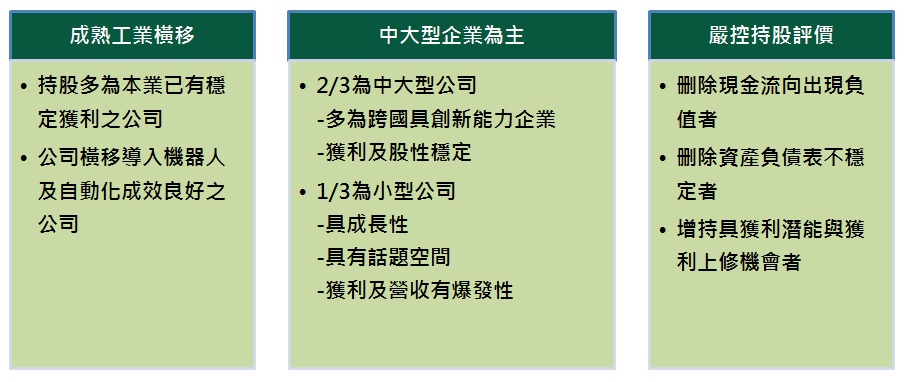 成熟工業橫移
• 持股多為本業已有穩
定獲利之公司
• 公司橫移導入機器人
及自動化成效良好之
公司
中大型企業為主
• 2/3為中大型公司
-多為跨國具創新能力企業
-獲利及股性穩定
• 1/3為小型公司
-具成長性
-具有話題空間
-獲利及營收有爆發性
嚴控持股評價
• 刪除現金流向出現負
值者
• 刪除資產負債表不穩
定者
• 增持具獲利潛能與獲
利上修機會者